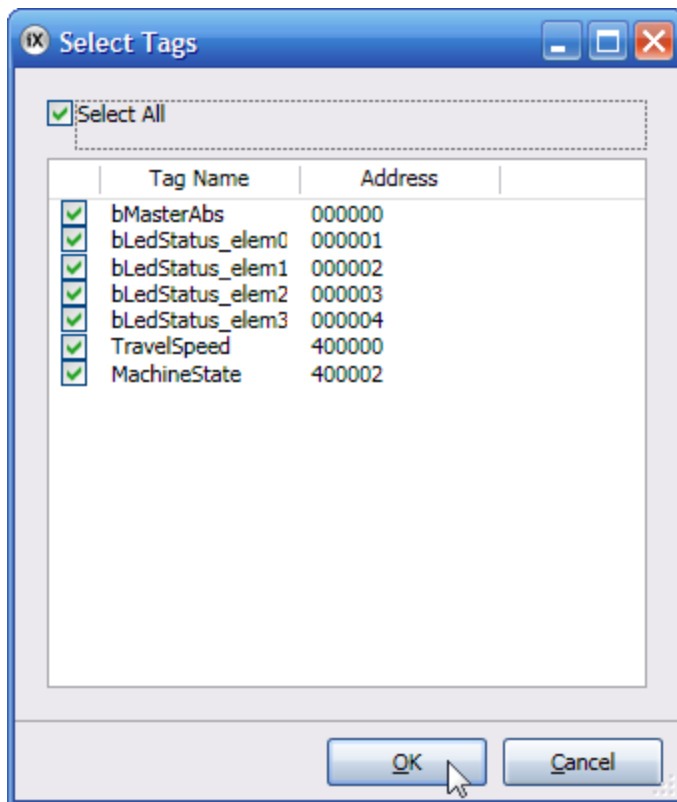 iX Select Tags
Select All
Tag Name Address
bMasterAbs 000000
bLedStatus_elem0 000001
bLedStatus_elem1 000002
bLedStatus_elem2 000003
bLedStatus_elem3 000004
TravelSpeed 400000
MachineState 400002
OK Cancel